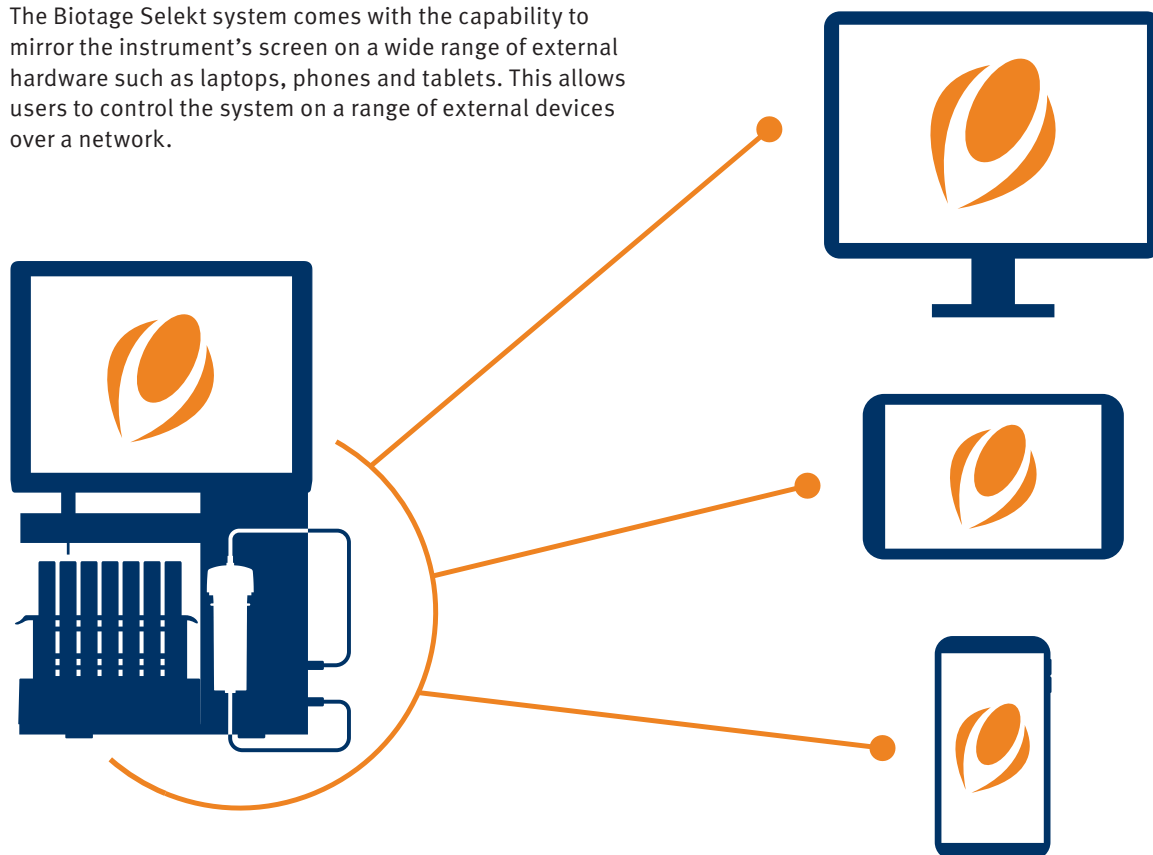 The Biotage Selekt system comes with the capability to
mirror the instrument’s screen on a wide range of external
hardware such as laptops, phones and tablets. This allows
users to control the system on a range of external devices
over a network.